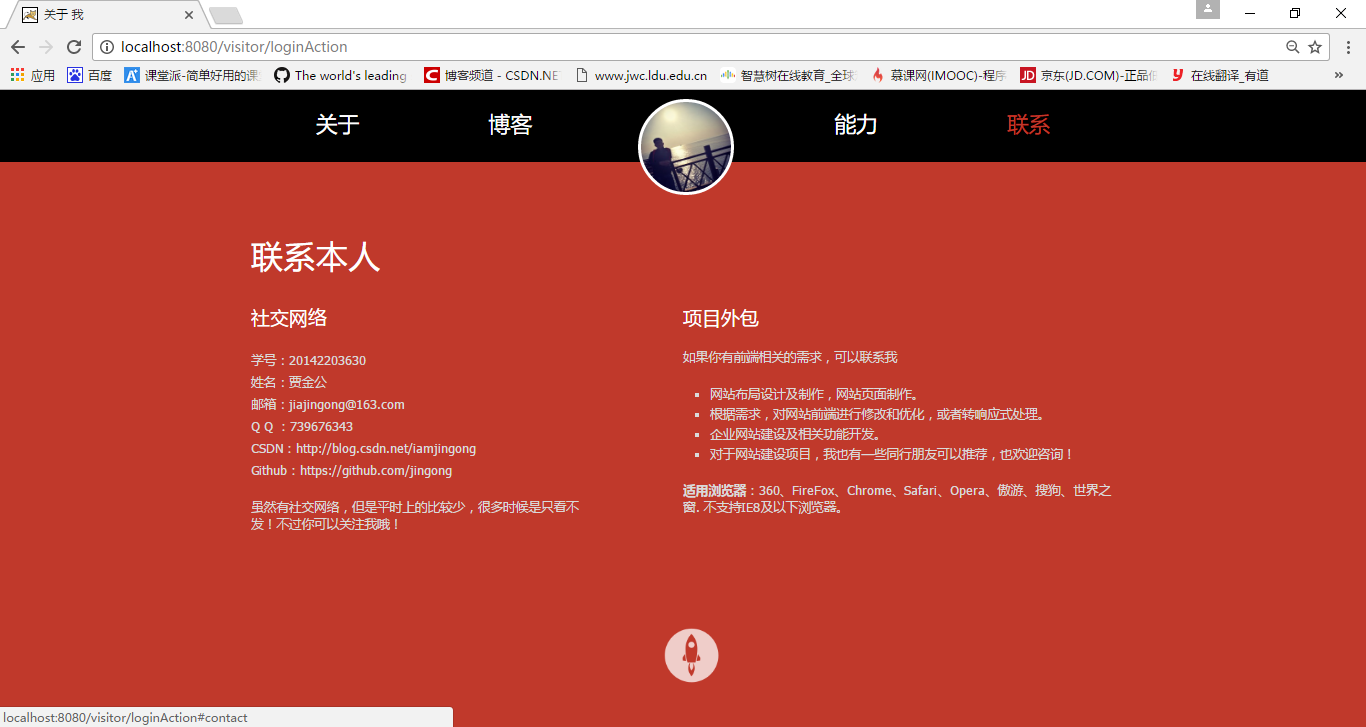 关于 我
localhost:8080/visitor/loginAction
应用
百度
课堂派-简单好用的课
The world's leading
博客频道 - CSDN.NE
www.jwc.ldu.edu.cn
智慧树在线教育_全球
慕课网(IMOOC)-程序
JD
京东(JD.COM)-正品低
在线翻译_有道
»
关于
博客
能力
联系
联系本人
社交网络
学号：20142203630
姓名：贾金公
邮箱：jiajingong@163.com
Q Q ：739676343
CSDN：http://blog.csdn.net/iamjingong
Github：https://github.com/jingong
虽然有社交网络，但是平时上的比较少，很多时候是只看不
发！不过你可以关注我哦！
项目外包
如果你有前端相关的需求，可以联系我
网站布局设计及制作，网站页面制作。
根据需求，对网站前端进行修改和优化，或者转响应式处理。
企业网站建设及相关功能开发。
对于网站建设项目，我也有一些同行朋友可以推荐，也欢迎咨询！
适用浏览器：360、FireFox、Chrome、Safari、Opera、傲游、搜狗、世界之
窗. 不支持IE8及以下浏览器。
localhost:8080/visitor/loginAction#contact